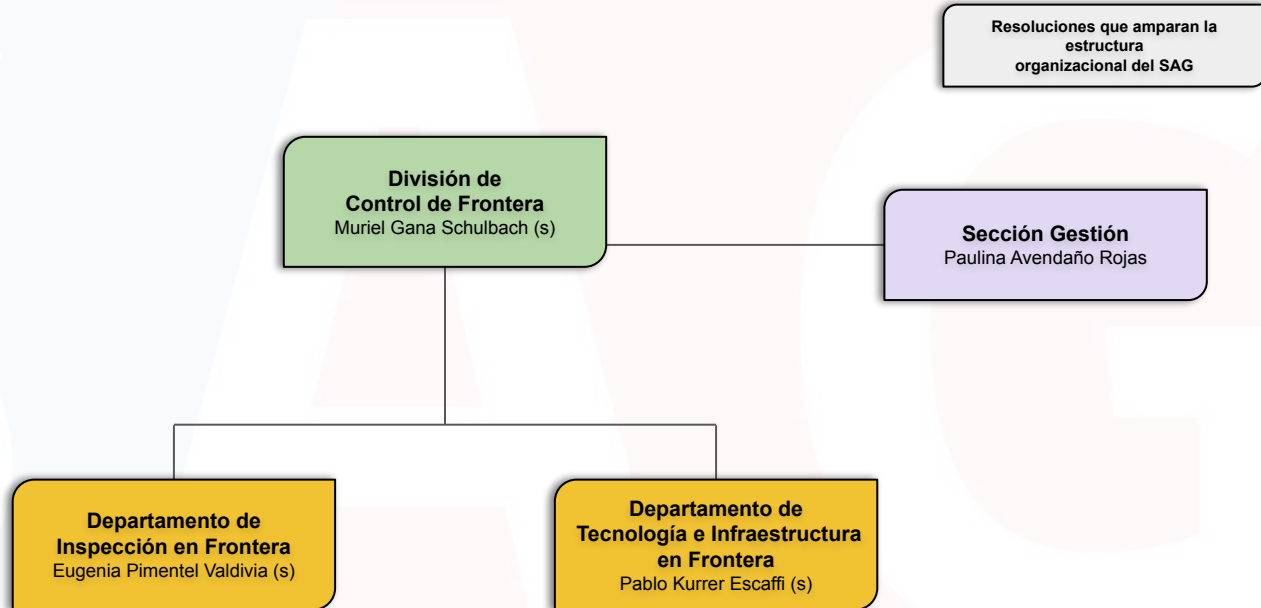 Resoluciones que amparan la
estructura
organizacional del SAG
División de
Control de Frontera
Muriel Gana Schulbach (s)
Sección Gestión
Paulina Avendaño Rojas
Departamento de
Inspección en Frontera
Eugenia Pimentel Valdivia (s)
Departamento de
Tecnología e Infraestructura
en Frontera
Pablo Kurrer Escaffi (s)